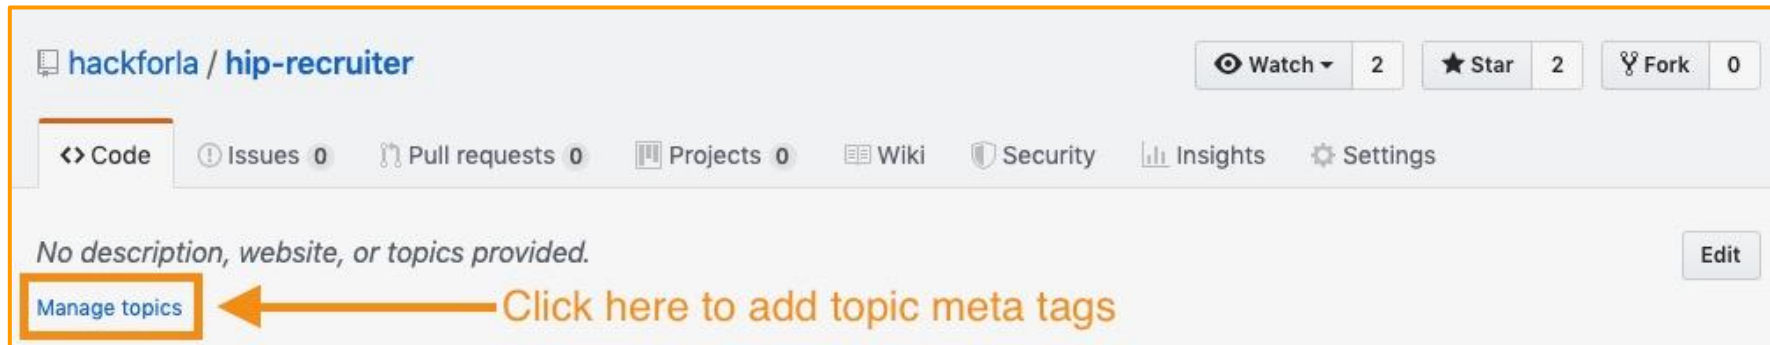 hackforla / hip-recruiter Watch 2 Star 2 Fork 0
<> Code Issues 0 Pull requests 0 Projects 0 Wiki Security Insights Settings
No description, website, or topics provided. Edit
Manage topics Click here to add topic meta tags